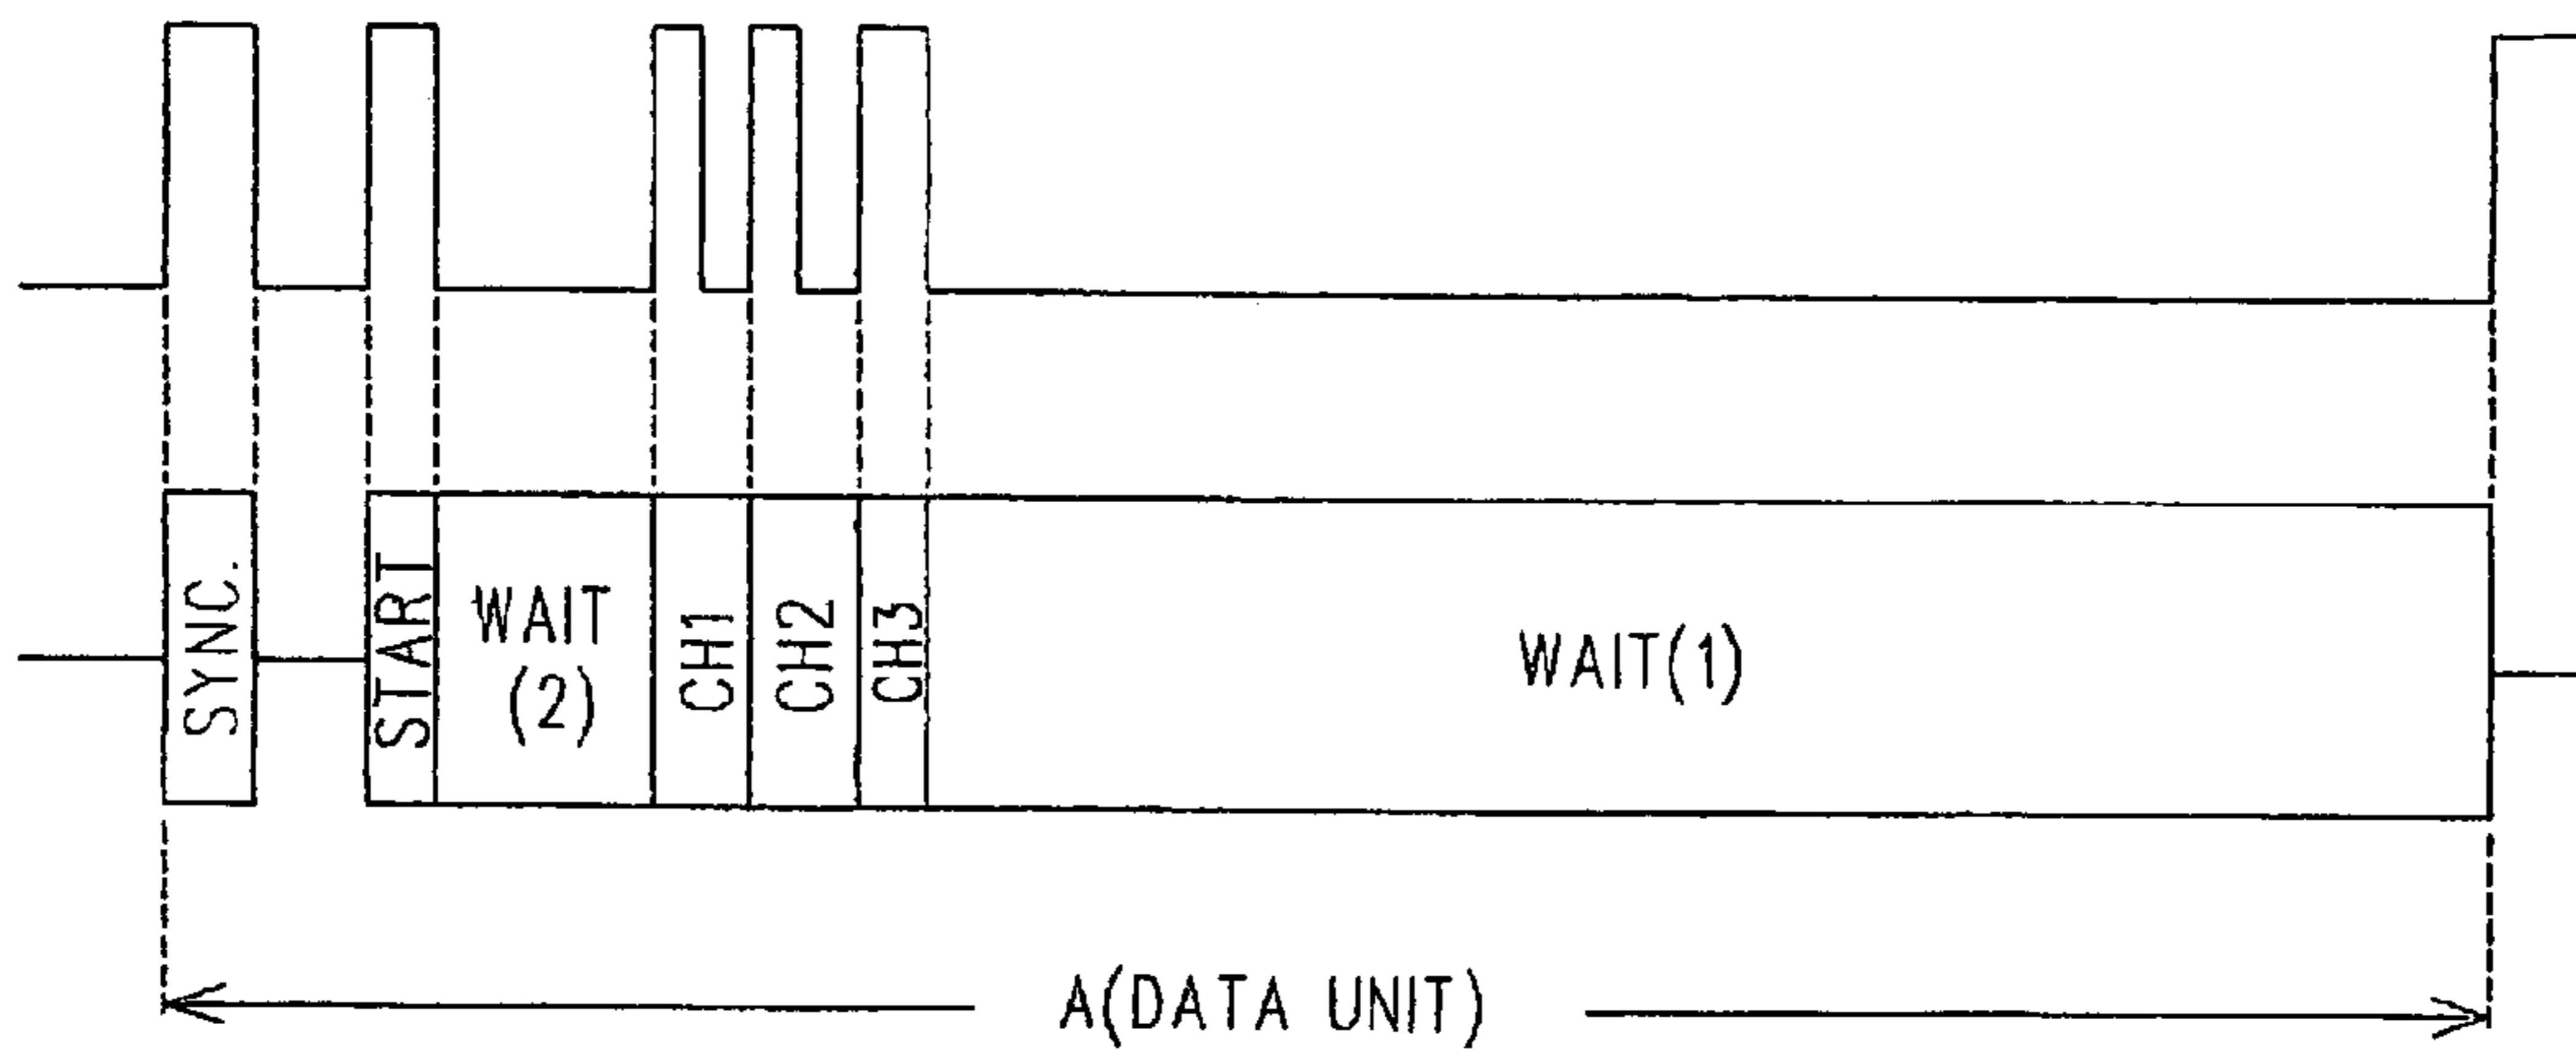 SYNC.
START
WAIT
(2)
CH1
CH2
CH3
WAIT(1)
A(DATA UNIT)